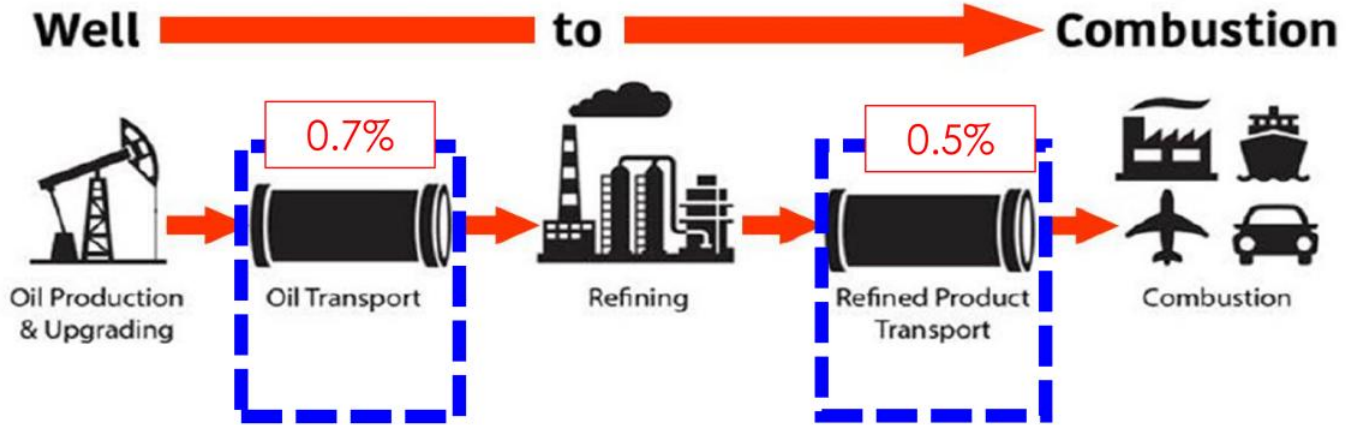 Well to Combustion
0.7%
0.5%
Oil Production
& Upgrading
Oil Transport
Refining
Refined Product
Transport
Combustion